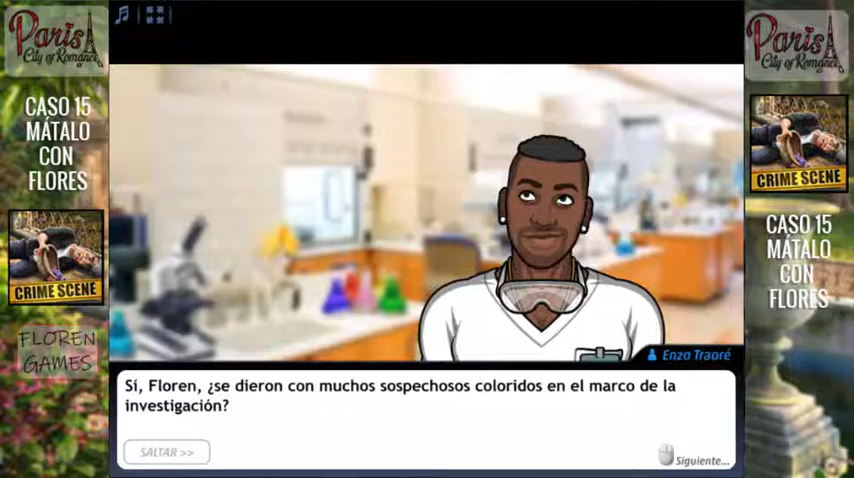 Paris
City of Romance
CASO 15
MÁTALO
CON
FLORES
CRIME SCENE
FLOREN
GAMES
Enzo Traoré
Sí, Floren, ¿se dieron con muchos sospechosos coloridos en el marco de la
investigación?
SALTAR >>
Siguiente...
Paris
City of Romance
CRIME SCENE
CASO 15
MÁTALO
CON
FLORES